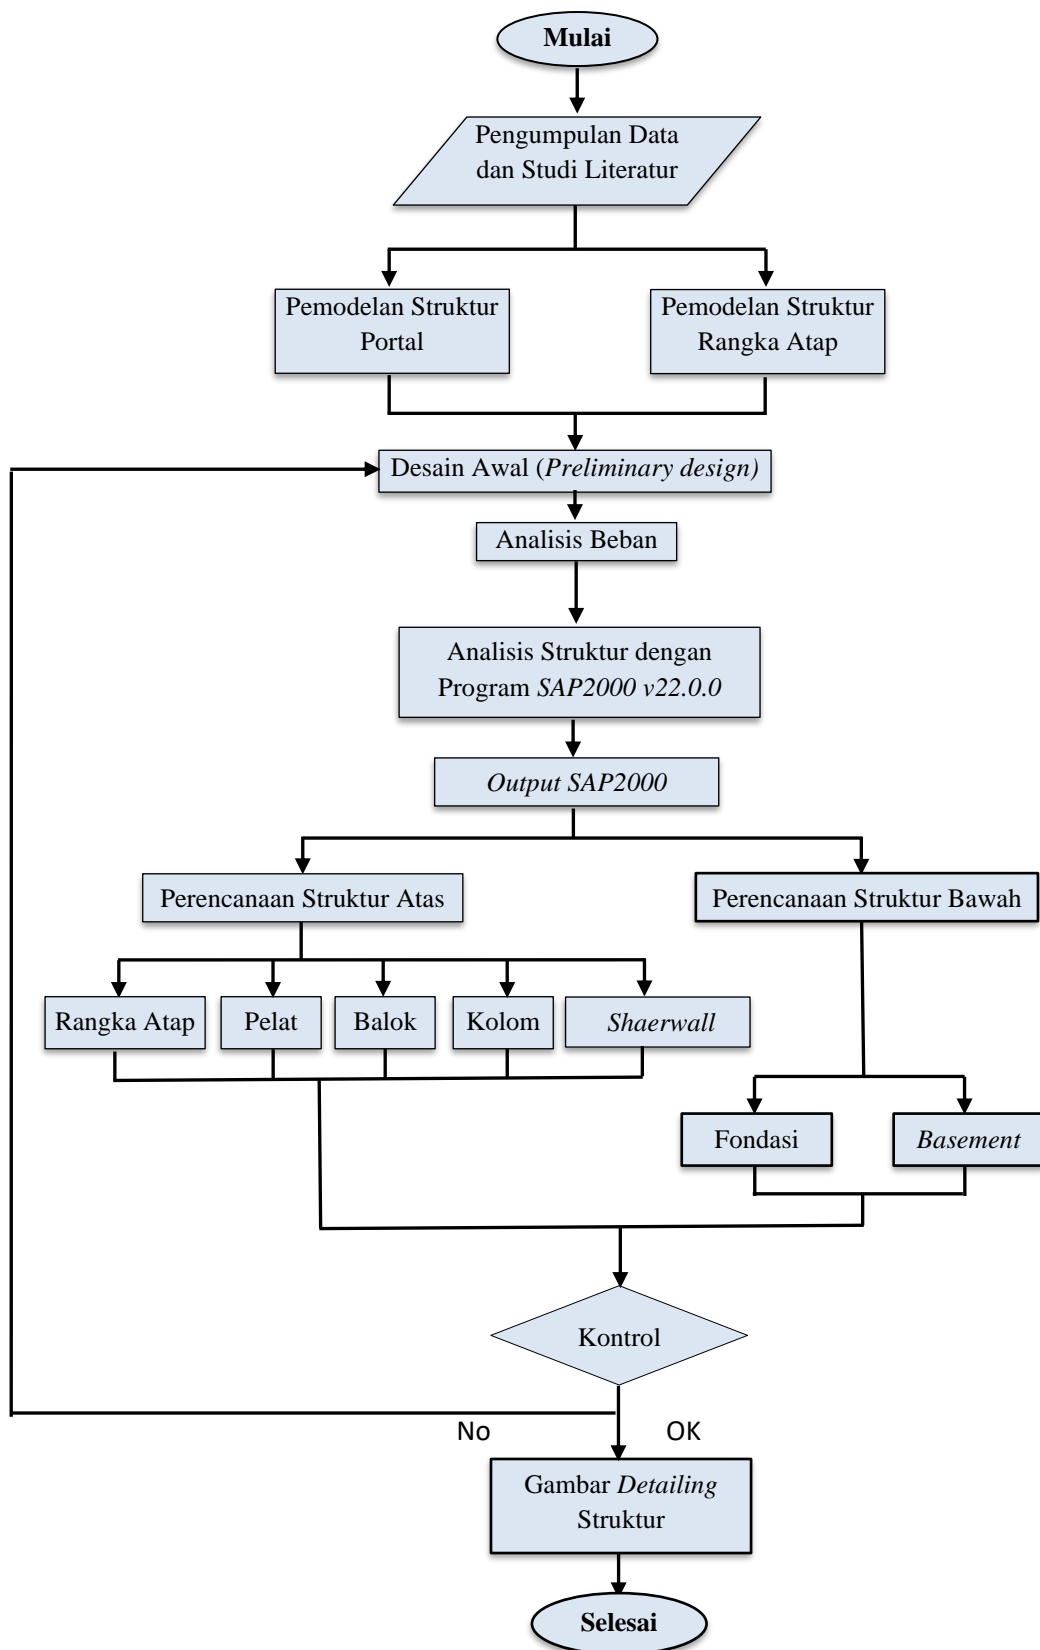 Mulai
Pengumpulan Data
dan Studi Literatur
Pemodelan Struktur
Portal
Pemodelan Struktur
Rangka Atap
Desain Awal (Preliminary design)
Analisis Beban
Analisis Struktur dengan
Program SAP2000 v22.0.0
Output SAP2000
Perencanaan Struktur Atas
Perencanaan Struktur Bawah
Rangka Atap
Pelat
Balok
Kolom
Shaerwall
Fondasi
Basement
Kontrol
No
OK
Gambar Detailing
Struktur
Selesai